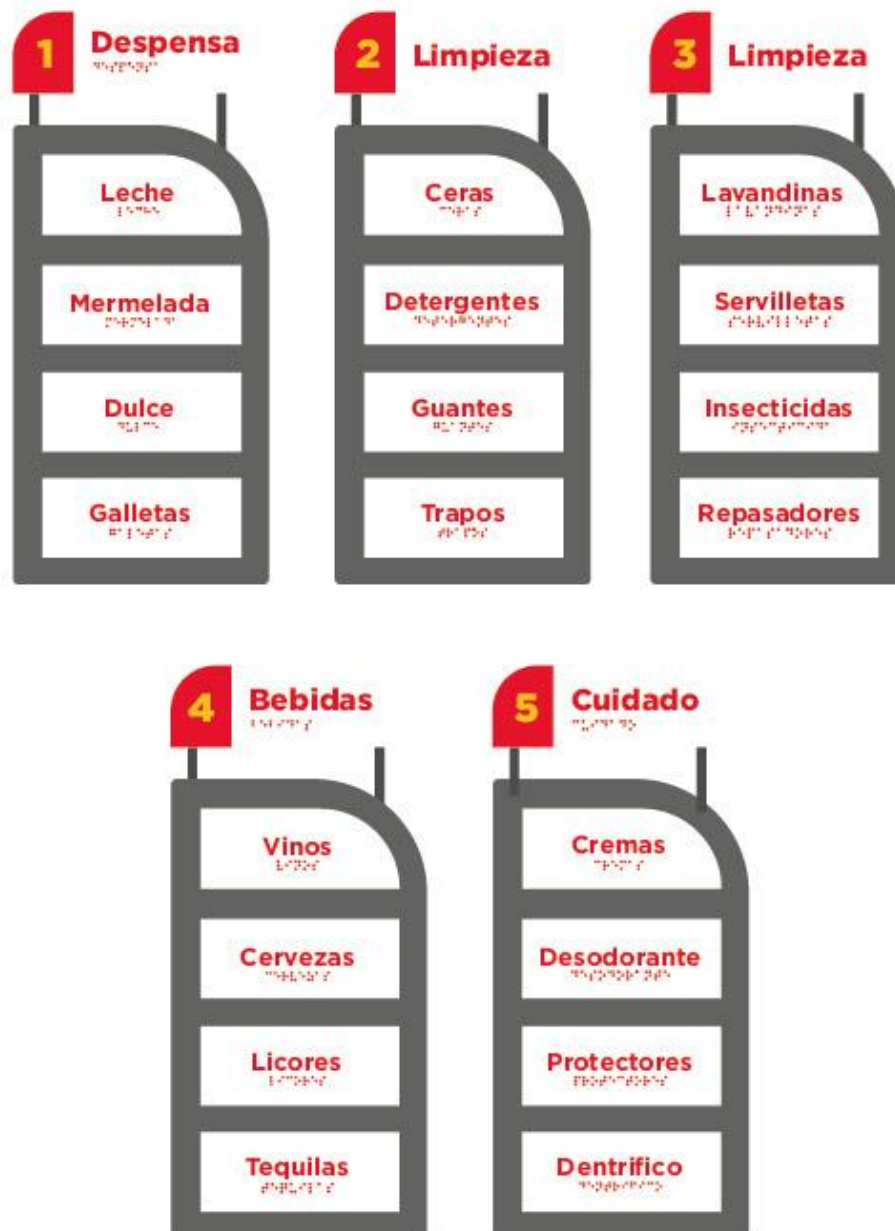 1 Despensa
Leche
Mermelada
Dulce
Galletas
2 Limpieza
Ceras
Detergentes
Guantes
Trapos
3 Limpieza
Lavandinas
Servilletas
Insecticidas
Repasadores
4 Bebidas
Vinos
Cervezas
Licores
Tequilas
5 Cuidado
Cremas
Desodorante
Protectores
Dentrifico